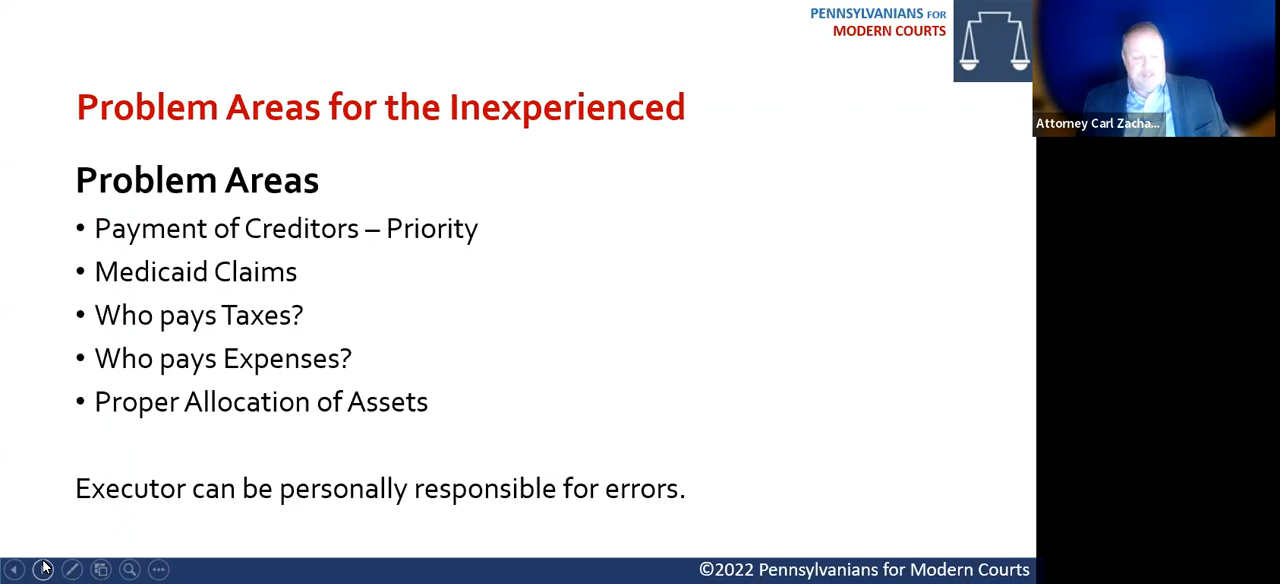 PENNSYLVANIANS FOR
MODERN COURTS
Attorney Carl Zacha...
Problem Areas for the Inexperienced
Problem Areas
• Payment of Creditors – Priority
• Medicaid Claims
• Who pays Taxes?
• Who pays Expenses?
• Proper Allocation of Assets
Executor can be personally responsible for errors.
©2022 Pennsylvanians for Modern Courts